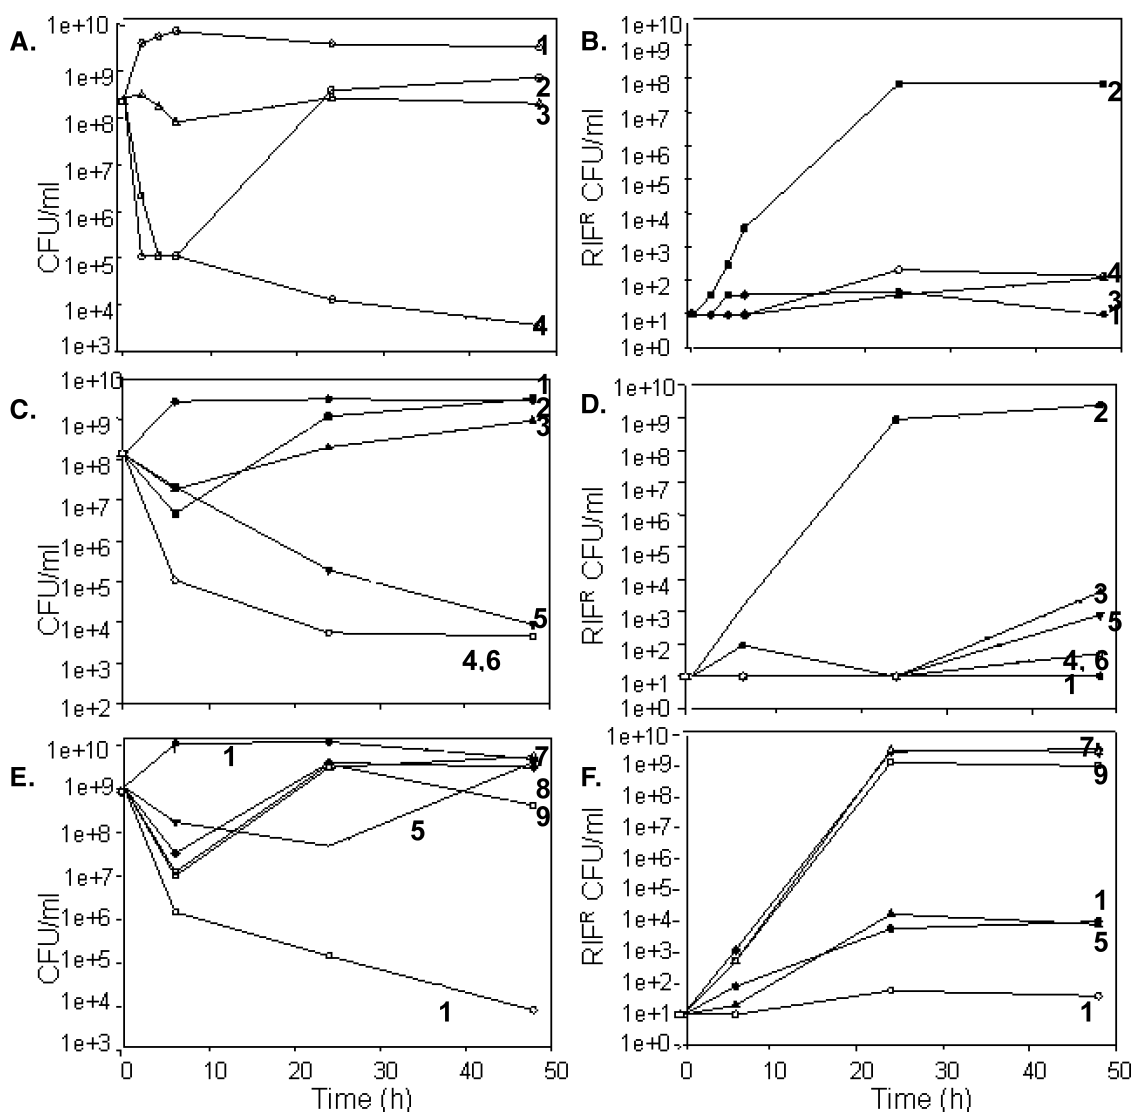 A.
1e+10
1e+9
1e+8
1e+7
1e+6
1e+5
1e+4
1e+3
CFU/ml
1
2
3
4
B.
1e+10
1e+9
1e+8
1e+7
1e+6
1e+5
1e+4
1e+3
1e+2
1e+1
1e+0
RIFᴿ CFU/ml
2
4
3
1
C.
1e+10
1e+9
1e+8
1e+7
1e+6
1e+5
1e+4
1e+3
1e+2
CFU/ml
1
2
3
5
4,6
D.
1e+10
1e+9
1e+8
1e+7
1e+6
1e+5
1e+4
1e+3
1e+2
1e+1
1e+0
RIFᴿ CFU/ml
2
3
5
4, 6
1
E.
1e+10
1e+9
1e+8
1e+7
1e+6
1e+5
1e+4
1e+3
CFU/ml
1
7
8
9
5
1
0 10 20 30 40 50
Time (h)
F.
1e+10
1e+9
1e+8
1e+7
1e+6
1e+5
1e+4
1e+3
1e+2
1e+1
1e+0
RIFᴿ CFU/ml
7
9
1
5
1
0 10 20 30 40 50
Time (h)